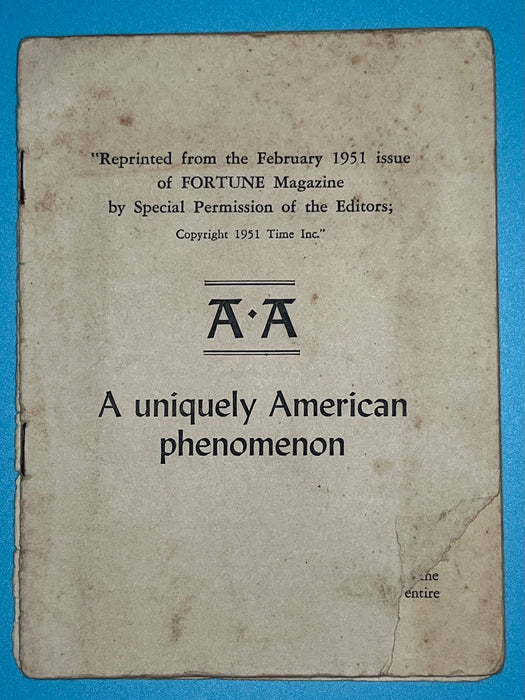 "Reprinted from the February 1951 issue
of FORTUNE Magazine
by Special Permission of the Editors;
Copyright 1951 Time Inc."
A·A
A uniquely American
phenomenon
entire